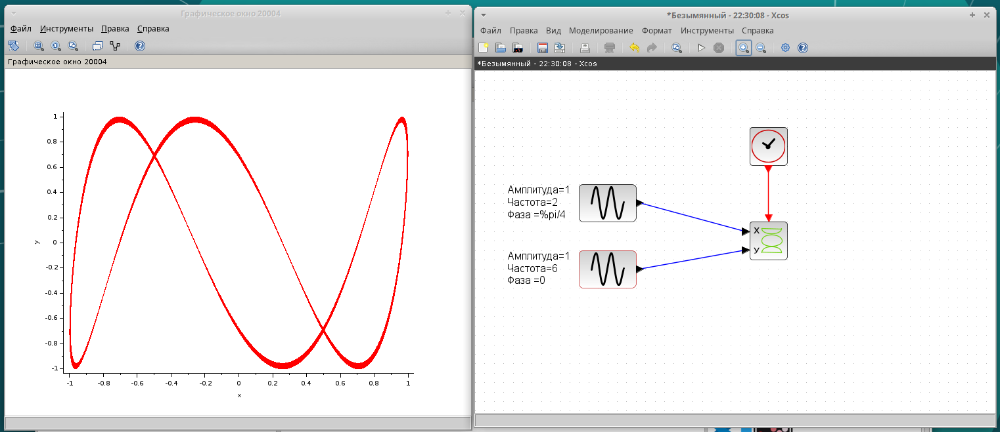 Графическое окно 20004
Файл Инструменты Правка Справка
Графическое окно 20004
1
0.8
0.6
0.4
0.2
0
-0.2
-0.4
-0.6
-0.8
-1
y
-1 -0.8 -0.6 -0.4 -0.2 0 0.2 0.4 0.6 0.8 1
x
*Безымянный - 22:30:08 - Xcos
Файл Правка Вид Моделирование Формат Инструменты Справка
*Безымянный - 22:30:08 - Xcos
Амплитуда=1
Частота=2
Фаза =%pi/4
Амплитуда=1
Частота=6
Фаза =0
X
y